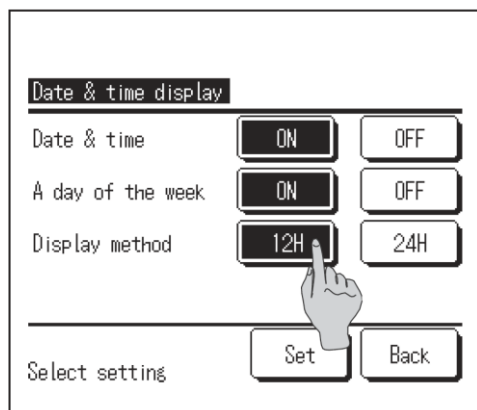 Date & time display
Date & time ON OFF
A day of the week ON OFF
Display method 12H 24H
Set Back
Select setting